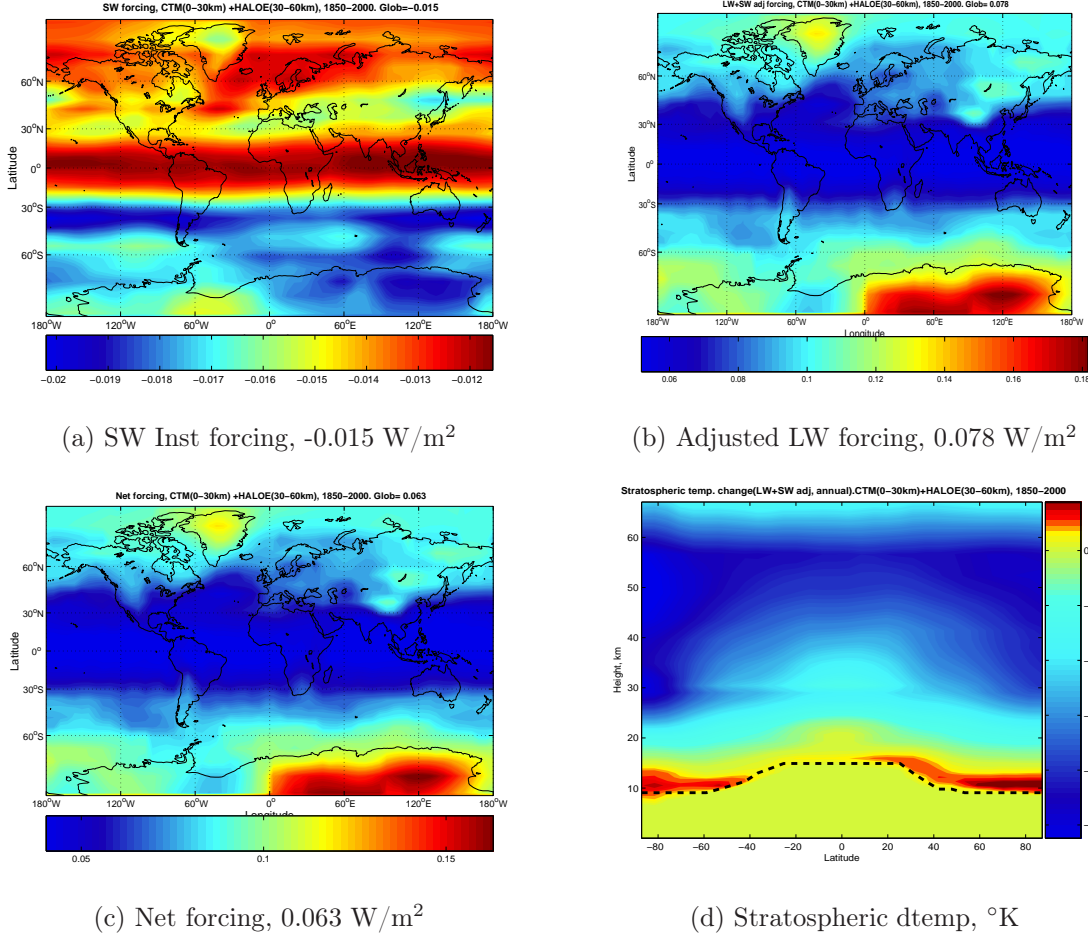 SW forcing, CTM(0−30km) +HALOE(30−60km), 1850−2000. Glob=−0.015
Latitude
60°N
30°N
0°
30°S
60°S
180°W 120°W 60°W 0° 60°E 120°E 180°W
Longitude
−0.02 −0.019 −0.018 −0.017 −0.016 −0.015 −0.014 −0.013 −0.012
(a) SW Inst forcing, -0.015 W/m²
LW+SW adj forcing, CTM(0−30km) +HALOE(30−60km), 1850−2000. Glob= 0.078
Latitude
60°N
30°N
0°
30°S
60°S
180°W 120°W 60°W 0° 60°E 120°E 180°W
Longitude
0.06 0.08 0.1 0.12 0.14 0.16 0.18
(b) Adjusted LW forcing, 0.078 W/m²
Net forcing, CTM(0−30km) +HALOE(30−60km), 1850−2000. Glob= 0.063
Latitude
60°N
30°N
0°
30°S
60°S
180°W 120°W 60°W 0° 60°E 120°E 180°W
Longitude
0.05 0.1 0.15
(c) Net forcing, 0.063 W/m²
Stratospheric temp. change(LW+SW adj, annual).CTM(0−30km)+HALOE(30−60km), 1850−2000
Height, km
60
50
40
30
20
10
−80 −60 −40 −20 0 20 40 60 80
Latitude
(d) Stratospheric dtemp, °K